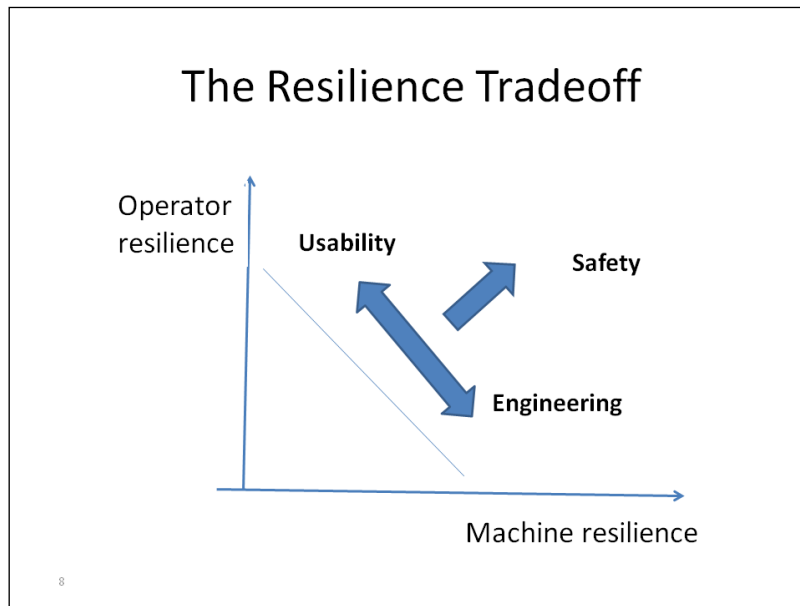 The Resilience Tradeoff
Operator
resilience
Usability
Safety
Engineering
Machine resilience
8